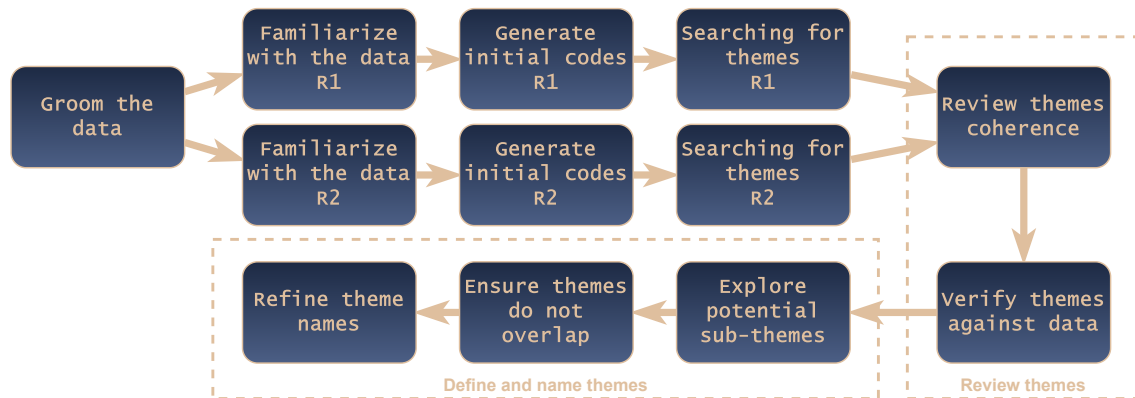 Groom the
data
Familiarize
with the data
R1
Generate
initial codes
R1
Searching for
themes
R1
Familiarize
with the data
R2
Generate
initial codes
R2
Searching for
themes
R2
Review themes
coherence
Verify themes
against data
Review themes
Explore
potential
sub-themes
Ensure themes
do not
overlap
Refine theme
names
Define and name themes